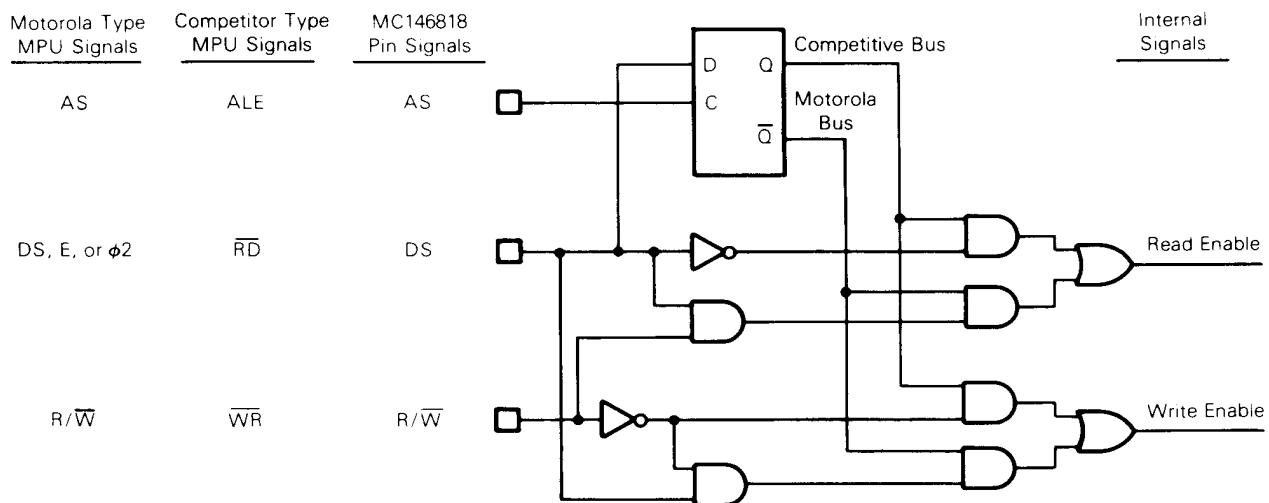 Motorola Type
MPU Signals
Competitor Type
MPU Signals
MC146818
Pin Signals
Internal
Signals
Competitive Bus
D
Q
AS
ALE
AS
C
Motorola
Bus
Q̅
DS, E, or ϕ2
R̅D̅
DS
Read Enable
R/W̅
W̅R̅
R/W̅
Write Enable